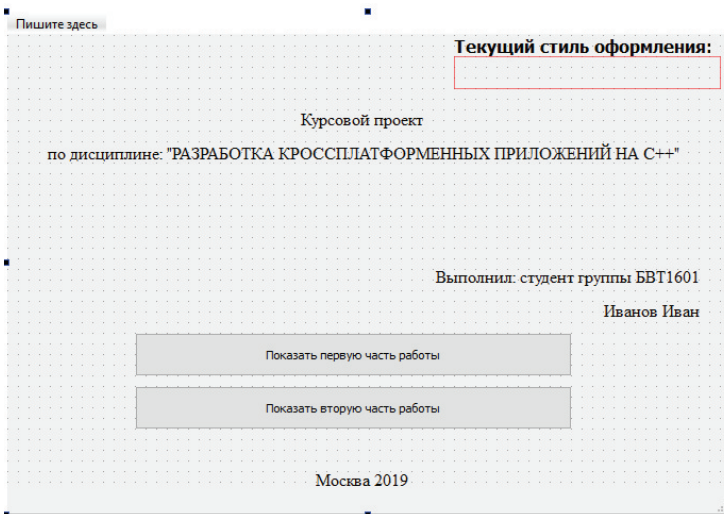 Пишите здесь
Текущий стиль оформления:
Курсовой проект
по дисциплине: "РАЗРАБОТКА КРОССПЛАТФОРМЕННЫХ ПРИЛОЖЕНИЙ НА C++"
Выполнил: студент группы БВТ1601
Иванов Иван
Показать первую часть работы
Показать вторую часть работы
Москва 2019